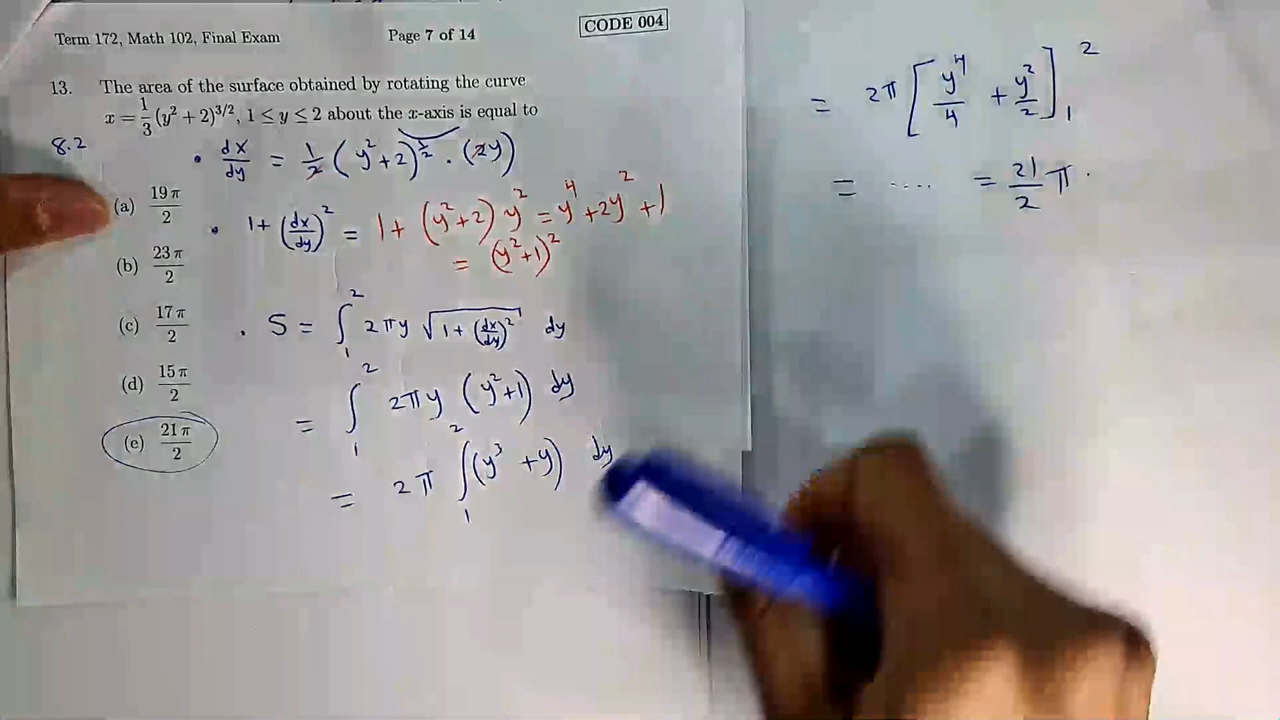 Term 172, Math 102, Final Exam Page 7 of 14 CODE 004
13. The area of the surface obtained by rotating the curve
x = 1/3 (y² + 2)^{3/2}, 1 ≤ y ≤ 2 about the x-axis is equal to
8.2
(a) 19π/2
(b) 23π/2
(c) 17π/2
(d) 15π/2
(e) 21π/2
• dx/dy = 1/2 (y²+2)^{1/2} · (2y)
• 1 + (dx/dy)² = 1 + (y²+2) y² = y⁴ + 2y² + 1
= (y²+1)²
. S = ∫₁² 2πy √(1 + (dx/dy)²) dy
= ∫₁² 2πy (y²+1) dy
= 2π ∫₁² (y³ + y) dy
= 2π [y⁴/4 + y²/2]₁²
= .... = 21/2 π.